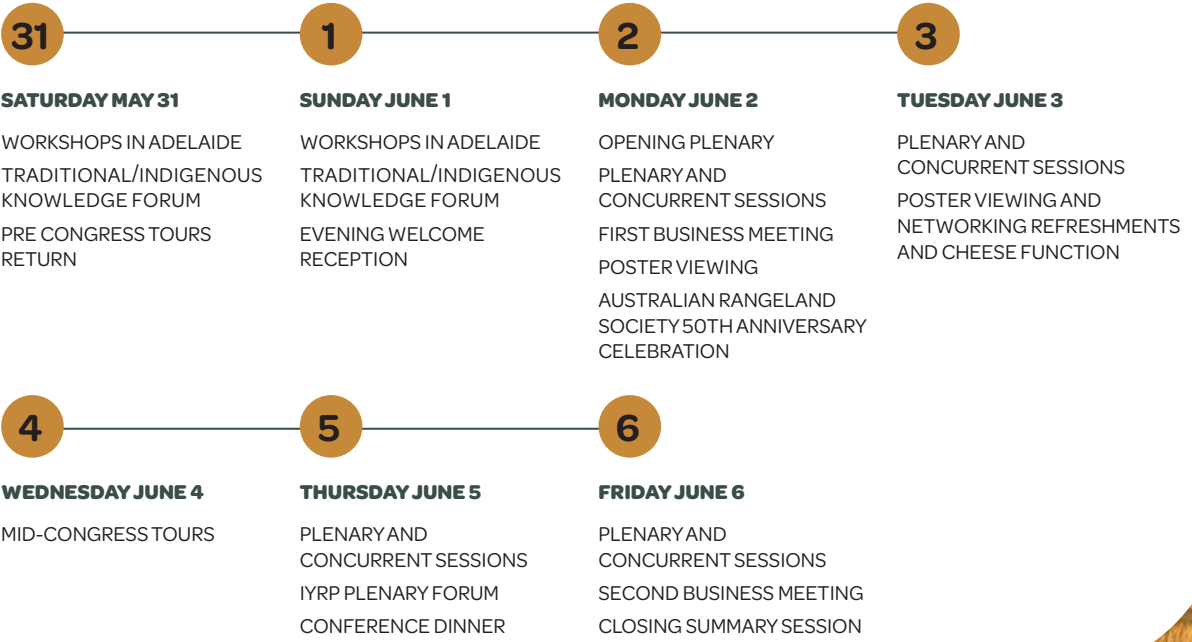 31
SATURDAY MAY 31
WORKSHOPS IN ADELAIDE
TRADITIONAL/INDIGENOUS
KNOWLEDGE FORUM
PRE CONGRESS TOURS
RETURN
1
SUNDAY JUNE 1
WORKSHOPS IN ADELAIDE
TRADITIONAL/INDIGENOUS
KNOWLEDGE FORUM
EVENING WELCOME
RECEPTION
2
MONDAY JUNE 2
OPENING PLENARY
PLENARY AND
CONCURRENT SESSIONS
FIRST BUSINESS MEETING
POSTER VIEWING
AUSTRALIAN RANGELAND
SOCIETY 50TH ANNIVERSARY
CELEBRATION
3
TUESDAY JUNE 3
PLENARY AND
CONCURRENT SESSIONS
POSTER VIEWING AND
NETWORKING REFRESHMENTS
AND CHEESE FUNCTION
4
WEDNESDAY JUNE 4
MID-CONGRESS TOURS
5
THURSDAY JUNE 5
PLENARY AND
CONCURRENT SESSIONS
IYRP PLENARY FORUM
CONFERENCE DINNER
6
FRIDAY JUNE 6
PLENARY AND
CONCURRENT SESSIONS
SECOND BUSINESS MEETING
CLOSING SUMMARY SESSION